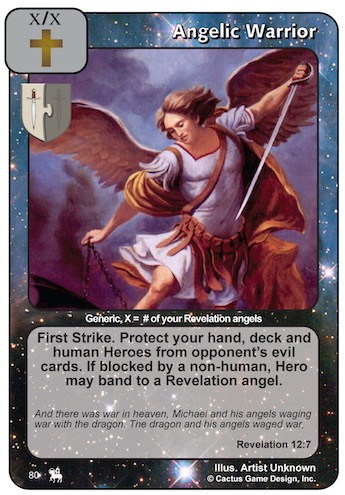 X/X
Angelic Warrior
Generic, X = # of your Revelation angels
First Strike. Protect your hand, deck and
human Heroes from opponent's evil
cards. If blocked by a non-human, Hero
may band to a Revelation angel.
And there was war in heaven, Michael and his angels waging
war with the dragon. The dragon and his angels waged war,
Revelation 12:7
Illus. Artist Unknown
80
© Cactus Game Design, Inc.